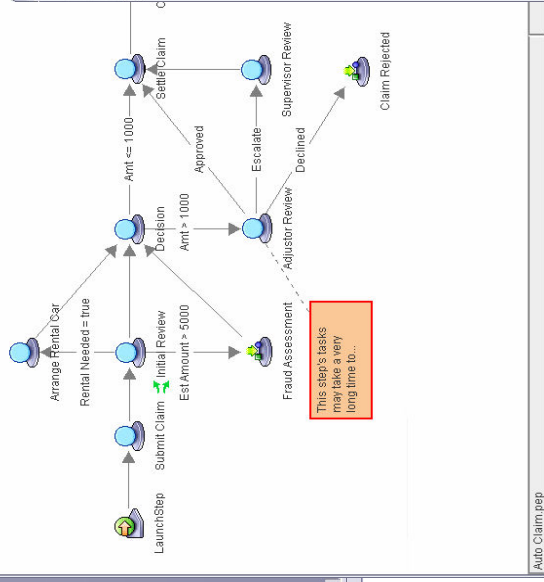 C
Settle Claim
Supervisor Review
Claim Rejected
Amt <= 1000
Approved
Escalate
Declined
Decision
Amt > 1000
Adjustor Review
Arrange Rental Car
Rental Needed = true
Initial Review
Est Amount > 5000
Fraud Assessment
This step's tasks
may take a very
long time to...
Submit Claim
LaunchStep
Auto Claim.pep